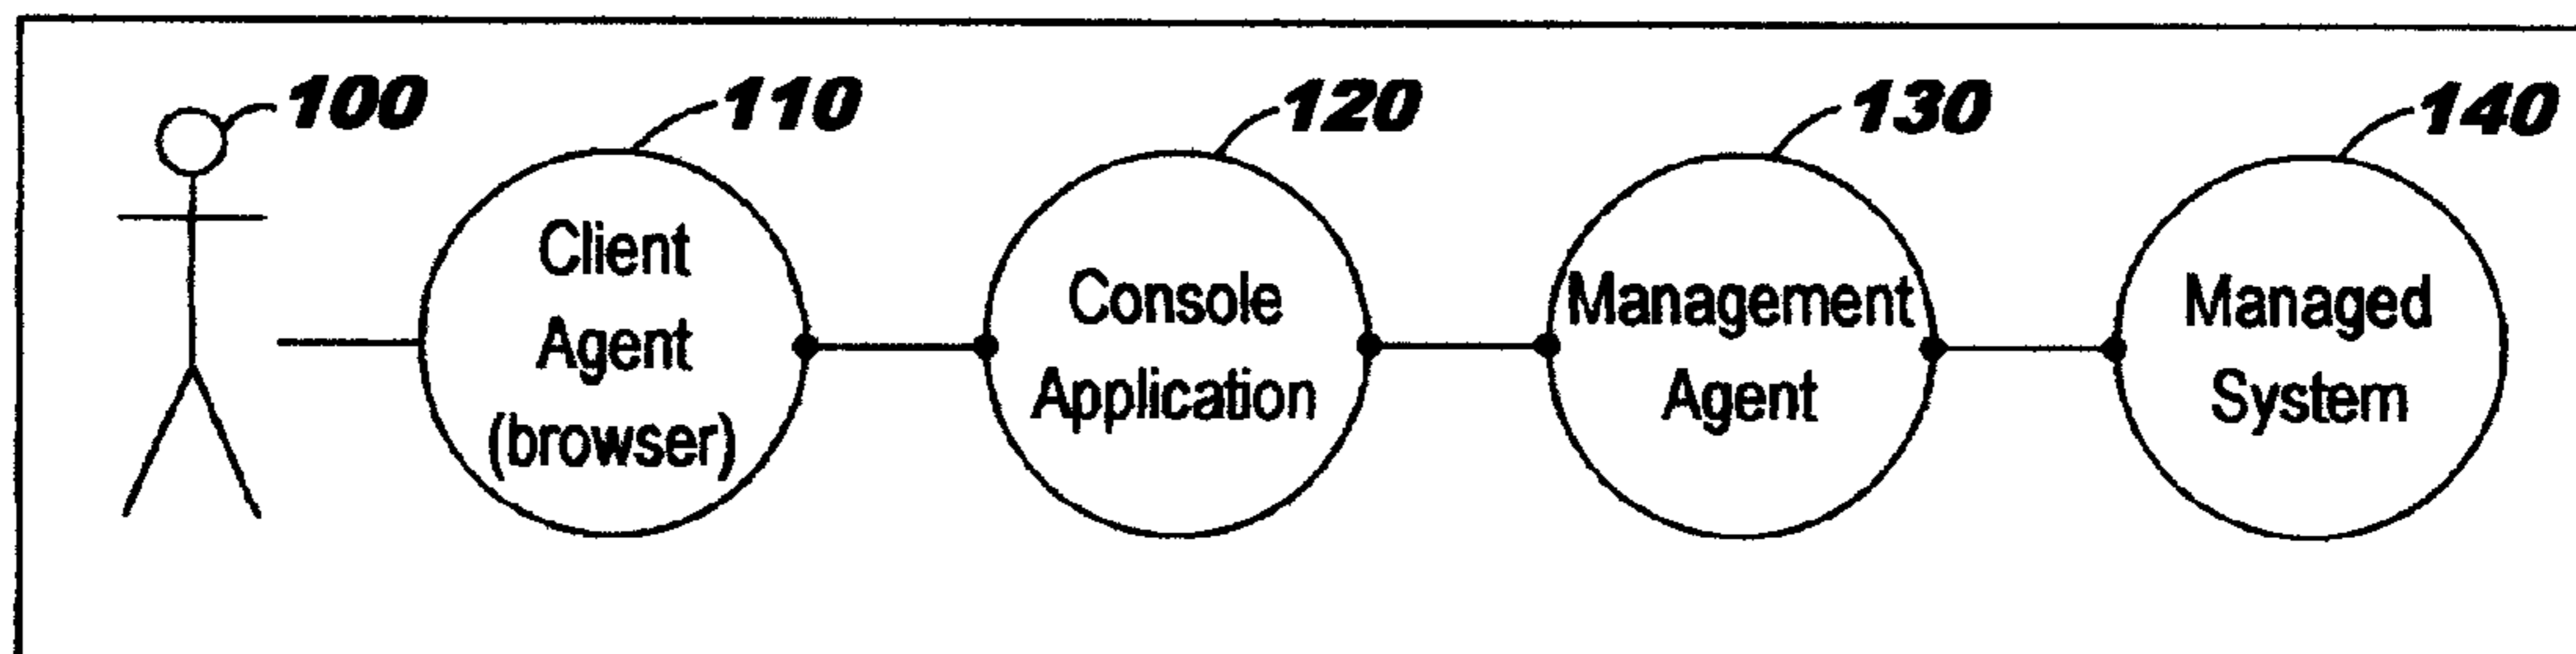 100
110
120
130
140
Client
Agent
(browser)
Console
Application
Management
Agent
Managed
System